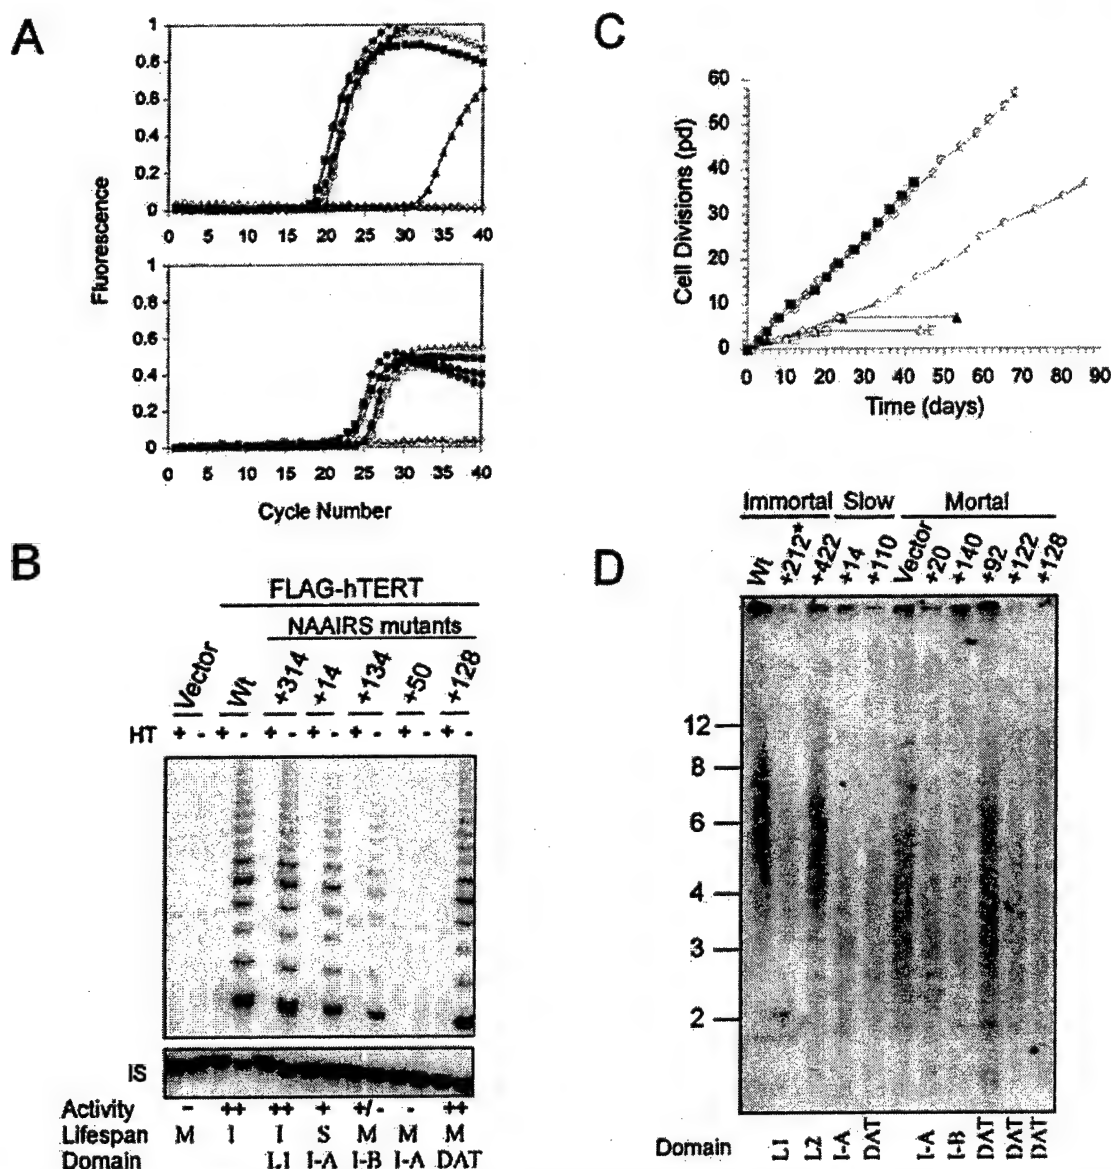 A
Fluorescence
1
0.8
0.6
0.4
0.2
0
0 5 10 15 20 25 30 35 40
1
0.8
0.6
0.4
0.2
0
0 5 10 15 20 25 30 35 40
Cycle Number
B
FLAG-hTERT
NAAIRS mutants
Vector Wt +314 +14 +134 +50 +128
HT + - + - + - + - + - + - + -
IS
Activity - ++ ++ + +/- - ++
Lifespan M I I S M M M
Domain L1 I-A I-B I-A DAT
C
Cell Divisions (pd)
60
50
40
30
20
10
0
0 10 20 30 40 50 60 70 80 90
Time (days)
D
Immortal Slow Mortal
Wt +212* +422 +14 +110 Vector +20 +140 +92 +122 +128
12
8
6
4
3
2
Domain L1 L2 I-A DAT I-A I-B DAT DAT DAT